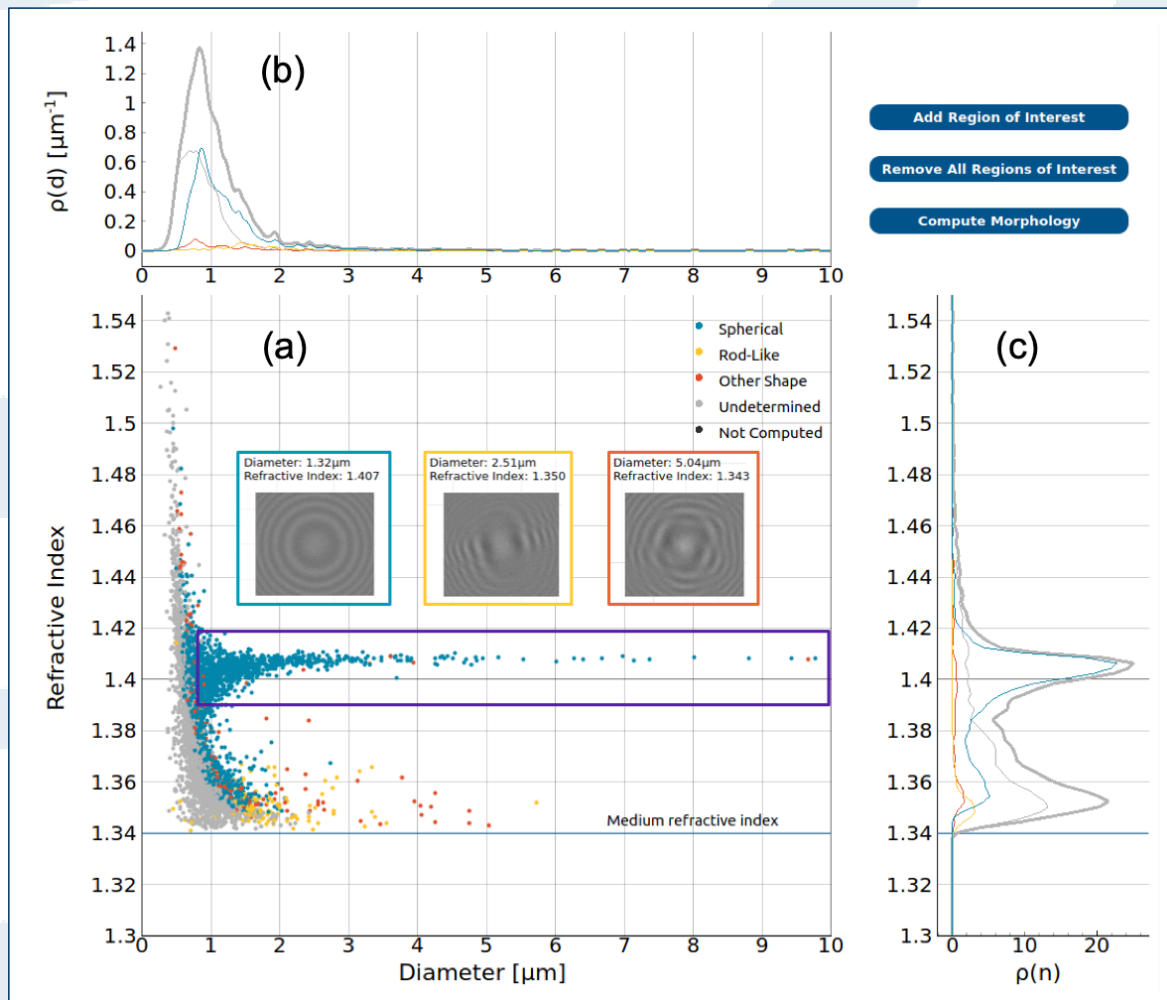 (b)
ρ(d) [µm⁻¹]
1.4
1.2
1
0.8
0.6
0.4
0.2
0
0 1 2 3 4 5 6 7 8 9 10
Add Region of Interest
Remove All Regions of Interest
Compute Morphology
(a)
Refractive Index
1.54
1.52
1.5
1.48
1.46
1.44
1.42
1.4
1.38
1.36
1.34
1.32
1.3
Spherical
Rod-Like
Other Shape
Undetermined
Not Computed
Diameter: 1.32µm
Refractive Index: 1.407
Diameter: 2.51µm
Refractive Index: 1.350
Diameter: 5.04µm
Refractive Index: 1.343
Medium refractive index
0 1 2 3 4 5 6 7 8 9 10
Diameter [µm]
(c)
1.54
1.52
1.5
1.48
1.46
1.44
1.42
1.4
1.38
1.36
1.34
1.32
1.3
0 10 20
ρ(n)